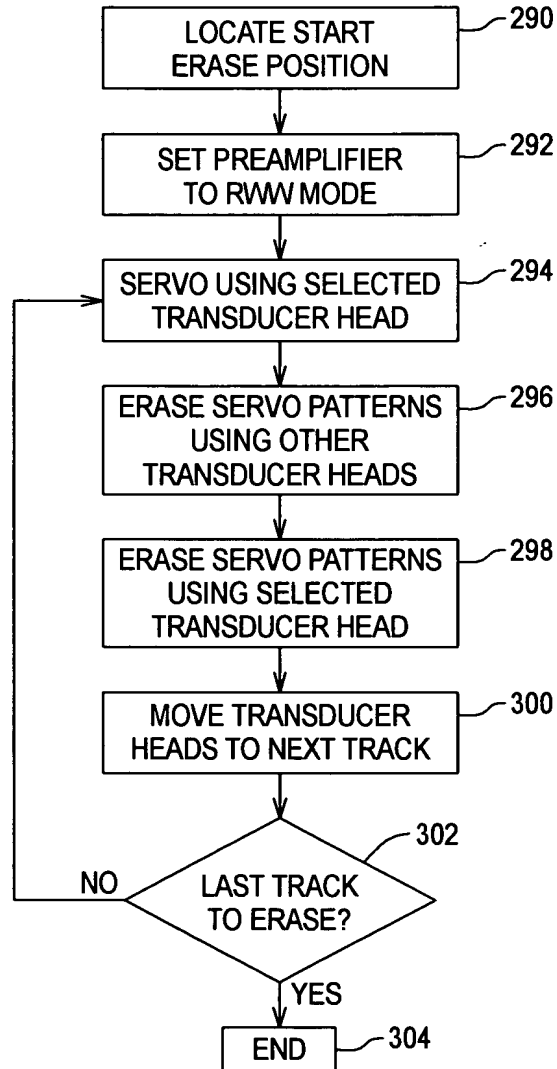 290
LOCATE START
ERASE POSITION
292
SET PREAMPLIFIER
TO RWW MODE
294
SERVO USING SELECTED
TRANSDUCER HEAD
296
ERASE SERVO PATTERNS
USING OTHER
TRANSDUCER HEADS
298
ERASE SERVO PATTERNS
USING SELECTED
TRANSDUCER HEAD
300
MOVE TRANSDUCER
HEADS TO NEXT TRACK
302
NO
LAST TRACK
TO ERASE?
YES
END
304